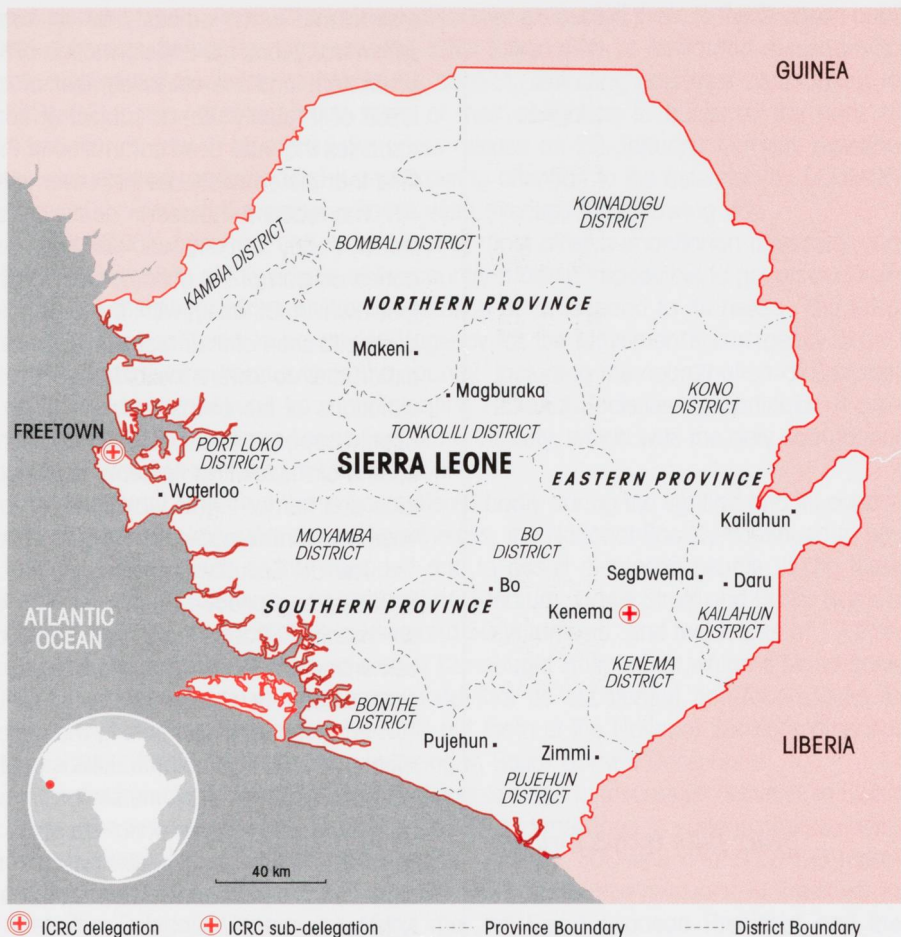 GUINEA
KOINADUGU
DISTRICT
BOMBALI DISTRICT
KAMBIA DISTRICT
NORTHERN PROVINCE
Makeni
Magburaka
KONO
DISTRICT
FREETOWN
TONKOLILI DISTRICT
PORT LOKO
DISTRICT
SIERRA LEONE
EASTERN PROVINCE
Waterloo
Kailahun
MOYAMBA
DISTRICT
BO
DISTRICT
Segbwema
Daru
Bo
SOUTHERN PROVINCE
Kenema
KAILAHUN
DISTRICT
ATLANTIC
OCEAN
KENEMA
DISTRICT
BONTHE
DISTRICT
Pujehun
Zimmi
LIBERIA
PUJEHUN
DISTRICT
40 km
ICRC delegation
ICRC sub-delegation
Province Boundary
District Boundary